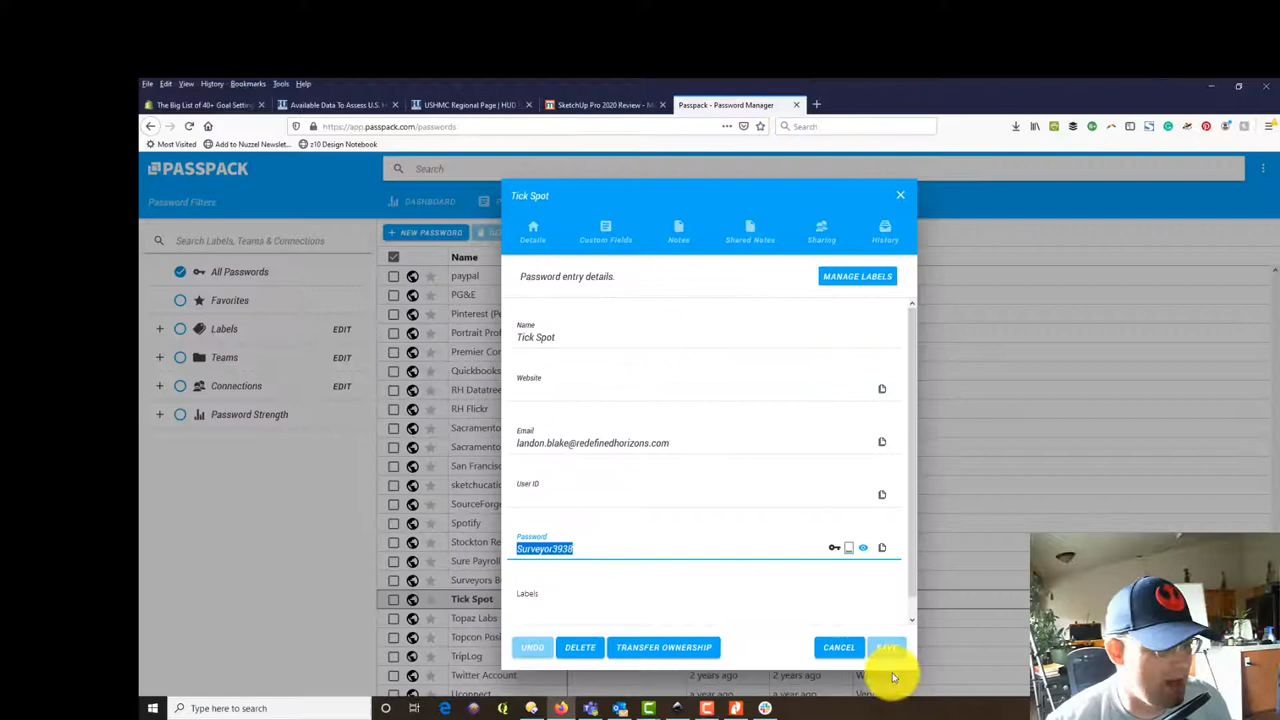 File Edit View History Bookmarks Tools Help
The Big List of 40+ Goal Setting
Available Data To Assess U.S. H
USHMC Regional Page | HUD
SketchUp Pro 2020 Review - M
Passpack - Password Manager
https://app.passpack.com/passwords
Search
Most Visited
Add to Nuzzel Newslet...
z10 Design Notebook
PASSPACK
Search
Password Filters
DASHBOARD
Search Labels, Teams & Connections
All Passwords
Favorites
Labels EDIT
Teams EDIT
Connections EDIT
Password Strength
+ NEW PASSWORD
Name
paypal
PG&E
Pinterest (Pe
Portrait Prof
Premier Cor
Quickbooks
RH Datatree
RH Flickr
Sacramento
Sacramento
San Francisc
sketchucatio
SourceForge
Spotify
Stockton Re
Sure Payroll
Surveyors B
Tick Spot
Topaz Labs
Topcon Posi
TripLog
Twitter Account 2 years ago 2 years ago
Uconnect
Tick Spot
Details
Custom Fields
Notes
Shared Notes
Sharing
History
Password entry details.
MANAGE LABELS
Name
Tick Spot
Website
Email
landon.blake@redefinedhorizons.com
User ID
Password
Surveyor3938
Labels
UNDO
DELETE
TRANSFER OWNERSHIP
CANCEL
SAVE
Type here to search